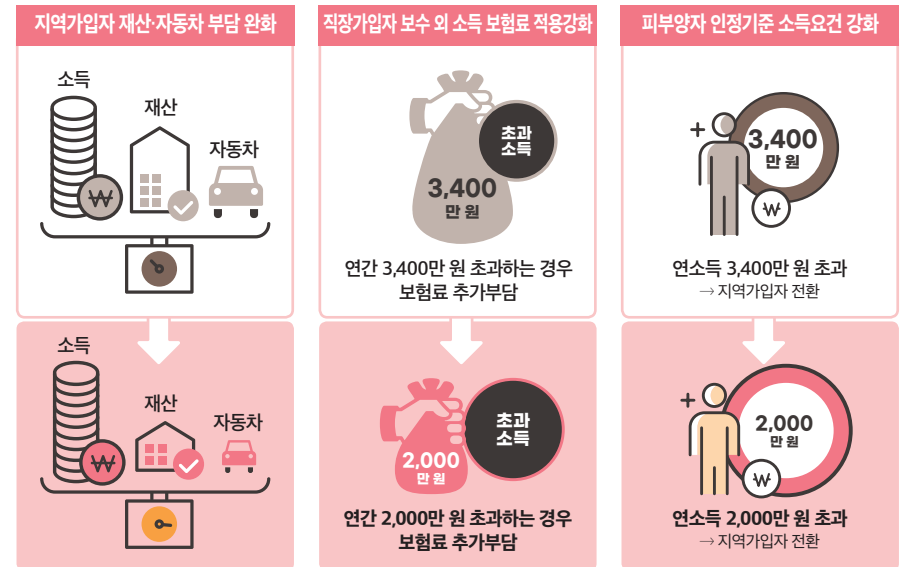 지역가입자 재산·자동차 부담 완화
소득
재산
자동차
소득
재산
자동차
직장가입자 보수 외 소득 보험료 적용강화
초과
소득
3,400
만 원
연간 3,400만 원 초과하는 경우
보험료 추가부담
초과
소득
2,000
만 원
연간 2,000만 원 초과하는 경우
보험료 추가부담
피부양자 인정기준 소득요건 강화
3,400
만 원
연소득 3,400만 원 초과
→ 지역가입자 전환
2,000
만 원
연소득 2,000만 원 초과
→ 지역가입자 전환